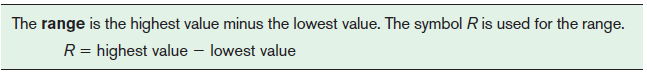 The range is the highest value minus the lowest value. The symbol R is used for the range.
R = highest value − lowest value